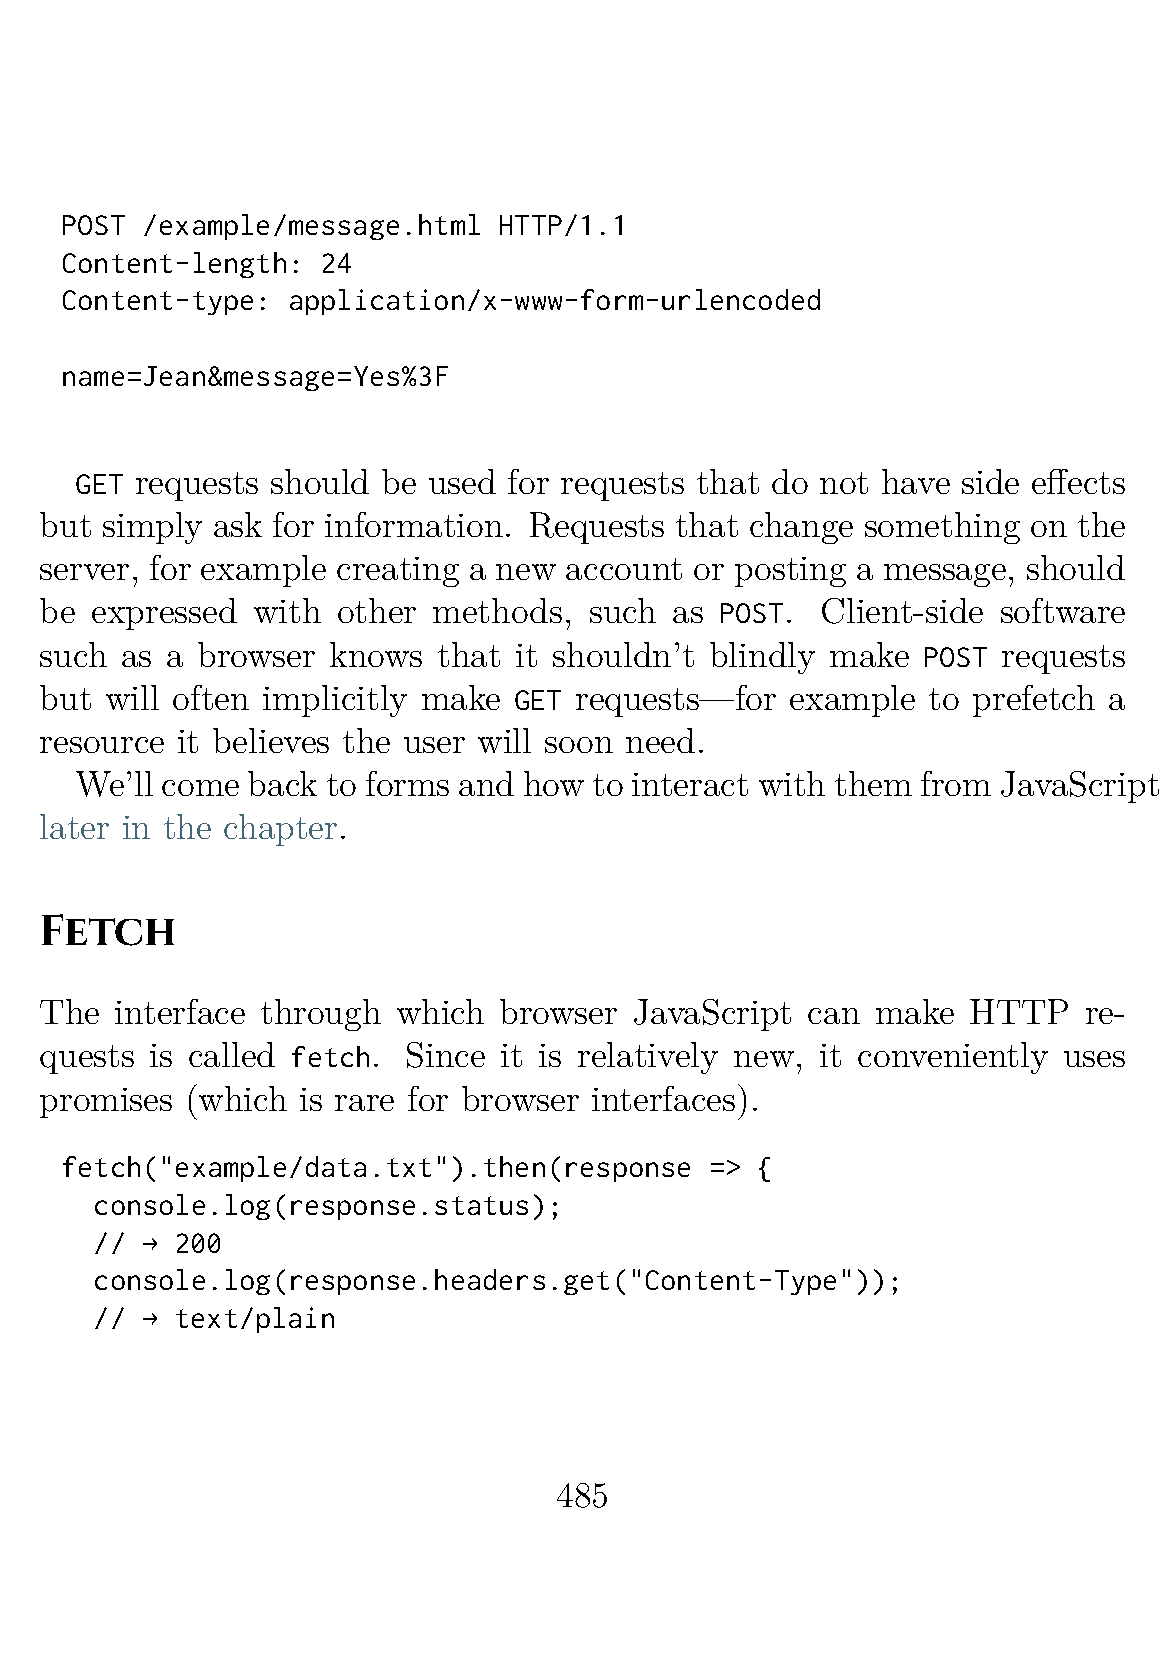 POST /example/message.html HTTP/1.1
Content-length: 24
Content-type: application/x-www-form-urlencoded
name=Jean&message=Yes%3F
GET requests should be used for requests that do not have side effects
but simply ask for information. Requests that change something on the
server, for example creating a new account or posting a message, should
be expressed with other methods, such as POST. Client-side software
such as a browser knows that it shouldn't blindly make POST requests
but will often implicitly make GET requests—for example to prefetch a
resource it believes the user will soon need.
We'll come back to forms and how to interact with them from JavaScript
later in the chapter.
Fetch
The interface through which browser JavaScript can make HTTP re-
quests is called fetch. Since it is relatively new, it conveniently uses
promises (which is rare for browser interfaces).
fetch("example/data.txt").then(response => {
  console.log(response.status);
  // → 200
  console.log(response.headers.get("Content-Type"));
  // → text/plain
485